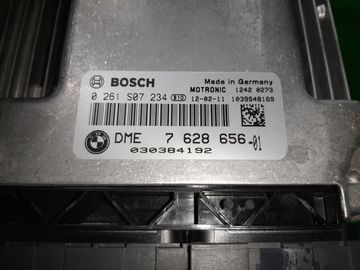 BOSCH Made in Germany
MOTRONIC 1242 0273
0 261 S07 234 12-02-11 1039S48169
DME 7 628 656-01
030384192